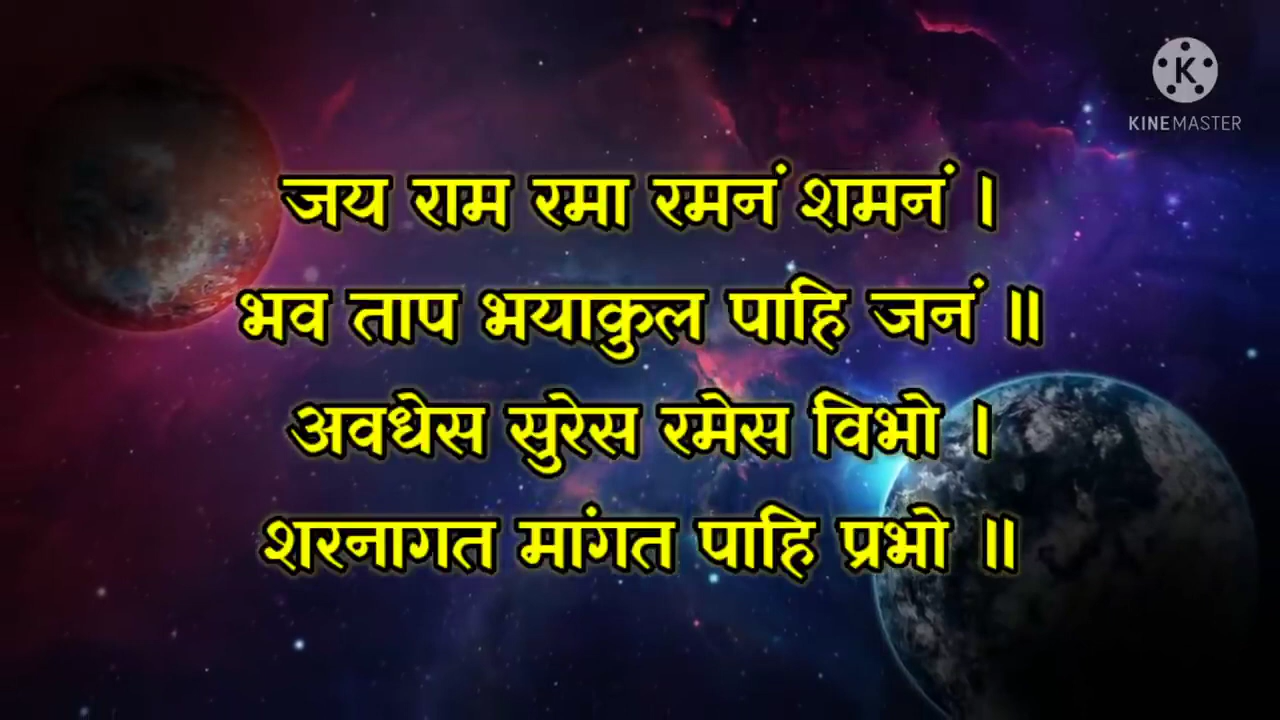 KINEMASTER
जय राम रमा रमनं शमनं ।
भव ताप भयाकुल पाहि जनं ॥
अवधेस सुरेस रमेस विभो ।
शरनागत मांगत पाहि प्रभो ॥